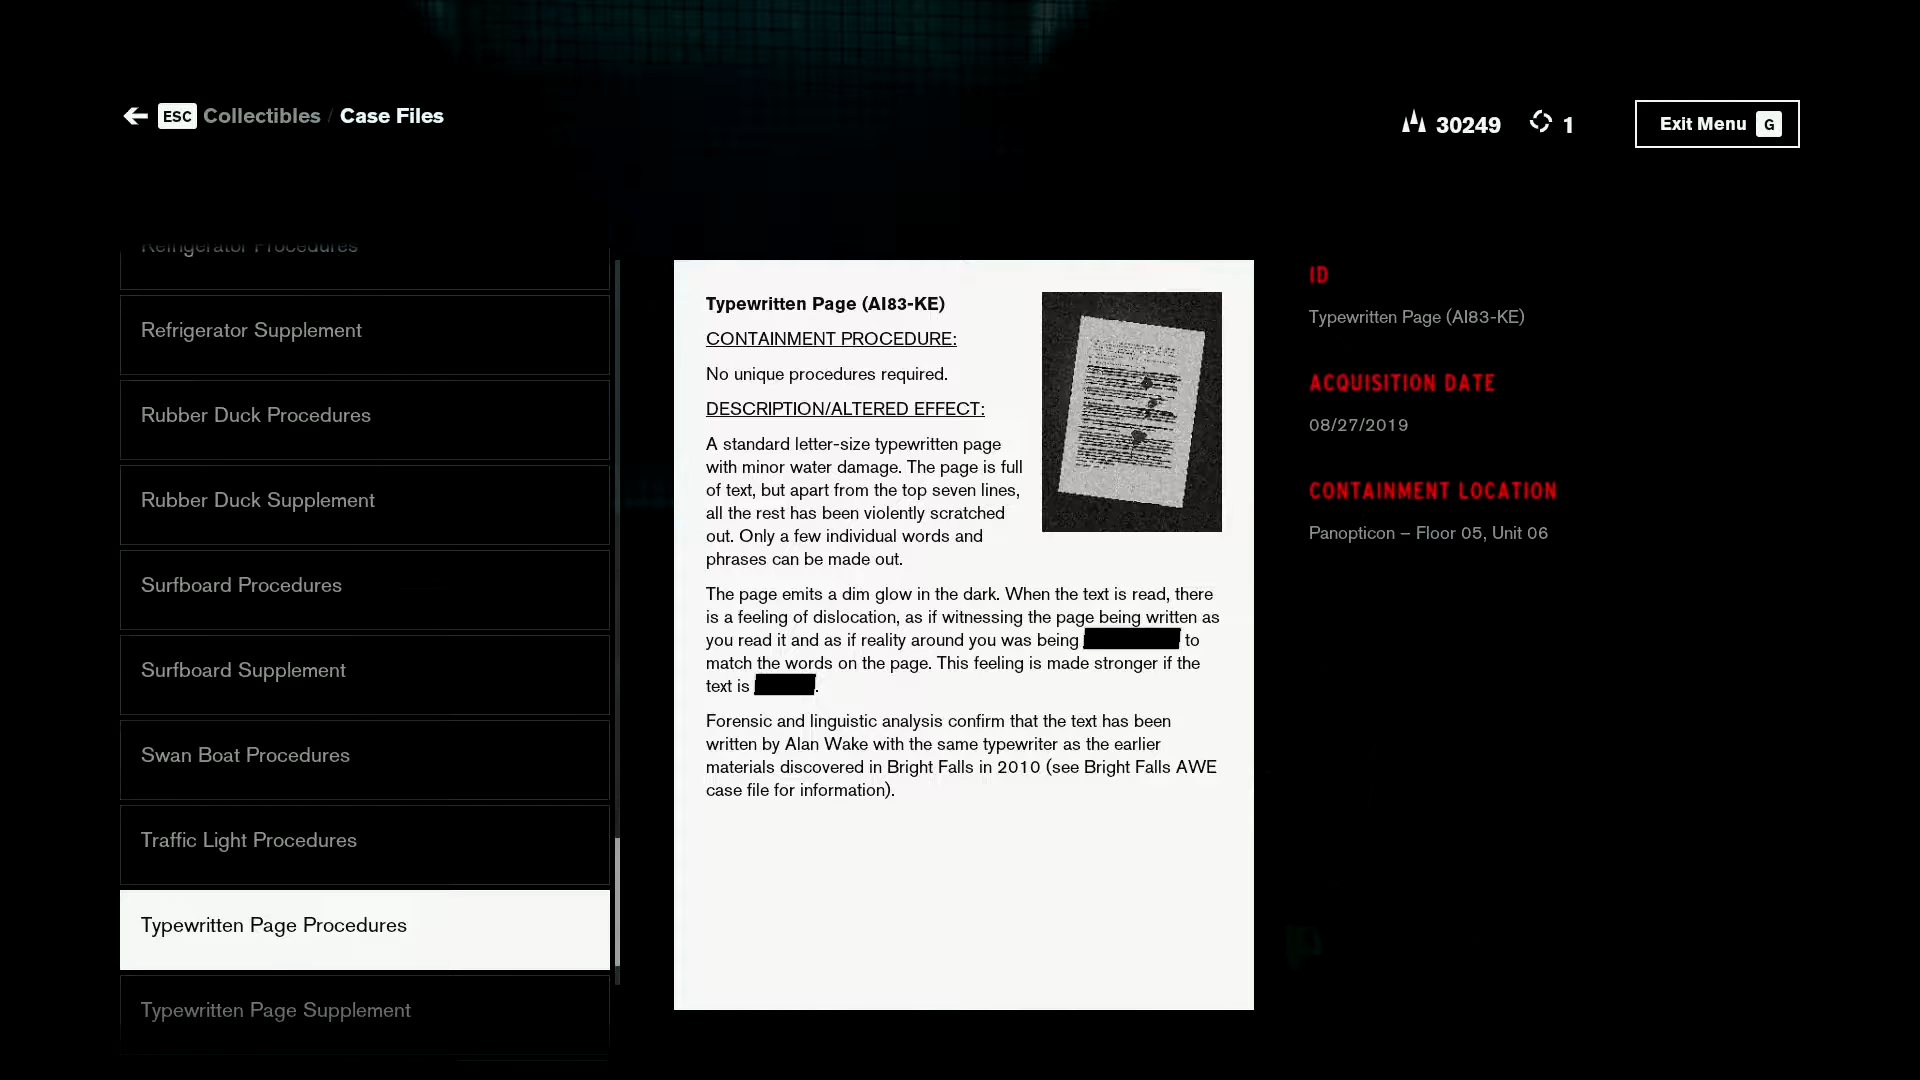 ESC Collectibles / Case Files
30249
1
Exit Menu G
Refrigerator Procedures
Refrigerator Supplement
Rubber Duck Procedures
Rubber Duck Supplement
Surfboard Procedures
Surfboard Supplement
Swan Boat Procedures
Traffic Light Procedures
Typewritten Page Procedures
Typewritten Page Supplement
Typewritten Page (AI83-KE)
CONTAINMENT PROCEDURE:
No unique procedures required.
DESCRIPTION/ALTERED EFFECT:
A standard letter-size typewritten page
with minor water damage. The page is full
of text, but apart from the top seven lines,
all the rest has been violently scratched
out. Only a few individual words and
phrases can be made out.
The page emits a dim glow in the dark. When the text is read, there
is a feeling of dislocation, as if witnessing the page being written as
you read it and as if reality around you was being to
match the words on the page. This feeling is made stronger if the
text is .
Forensic and linguistic analysis confirm that the text has been
written by Alan Wake with the same typewriter as the earlier
materials discovered in Bright Falls in 2010 (see Bright Falls AWE
case file for information).
ID
Typewritten Page (AI83-KE)
ACQUISITION DATE
08/27/2019
CONTAINMENT LOCATION
Panopticon – Floor 05, Unit 06